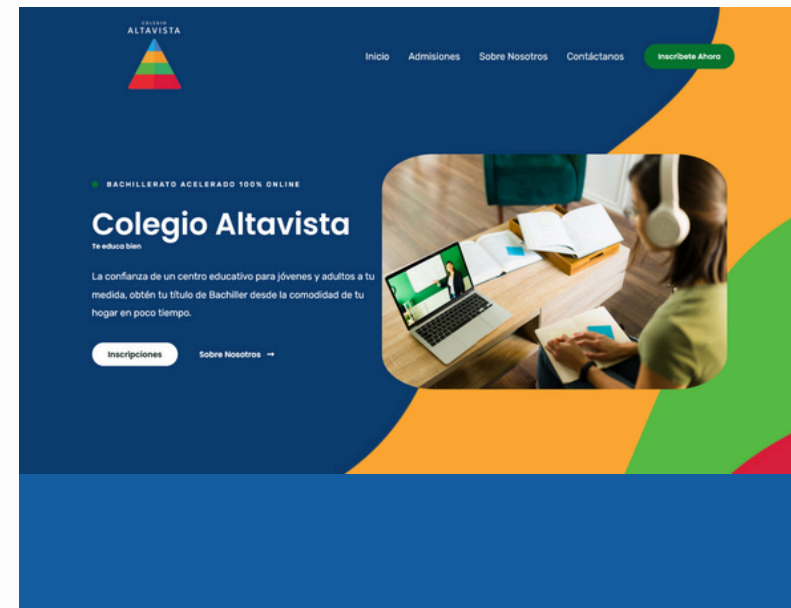 COLEGIO
ALTAVISTA
Inicio
Admisiones
Sobre Nosotros
Contáctanos
Inscríbete Ahora
BACHILLERATO ACELERADO 100% ONLINE
Colegio Altavista
Te educa bien
La confianza de un centro educativo para jóvenes y adultos a tu
medida, obtén tu título de Bachiller desde la comodidad de tu
hogar en poco tiempo.
Inscripciones
Sobre Nosotros →